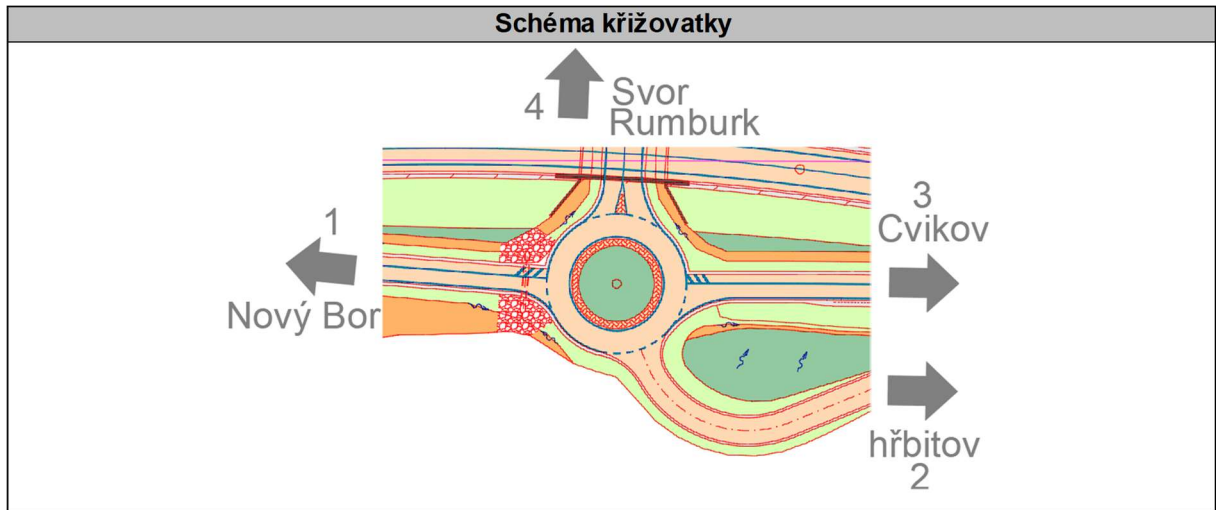 Schéma křižovatky
4
Svor
Rumburk
1
Nový Bor
3
Cvikov
hřbitov
2